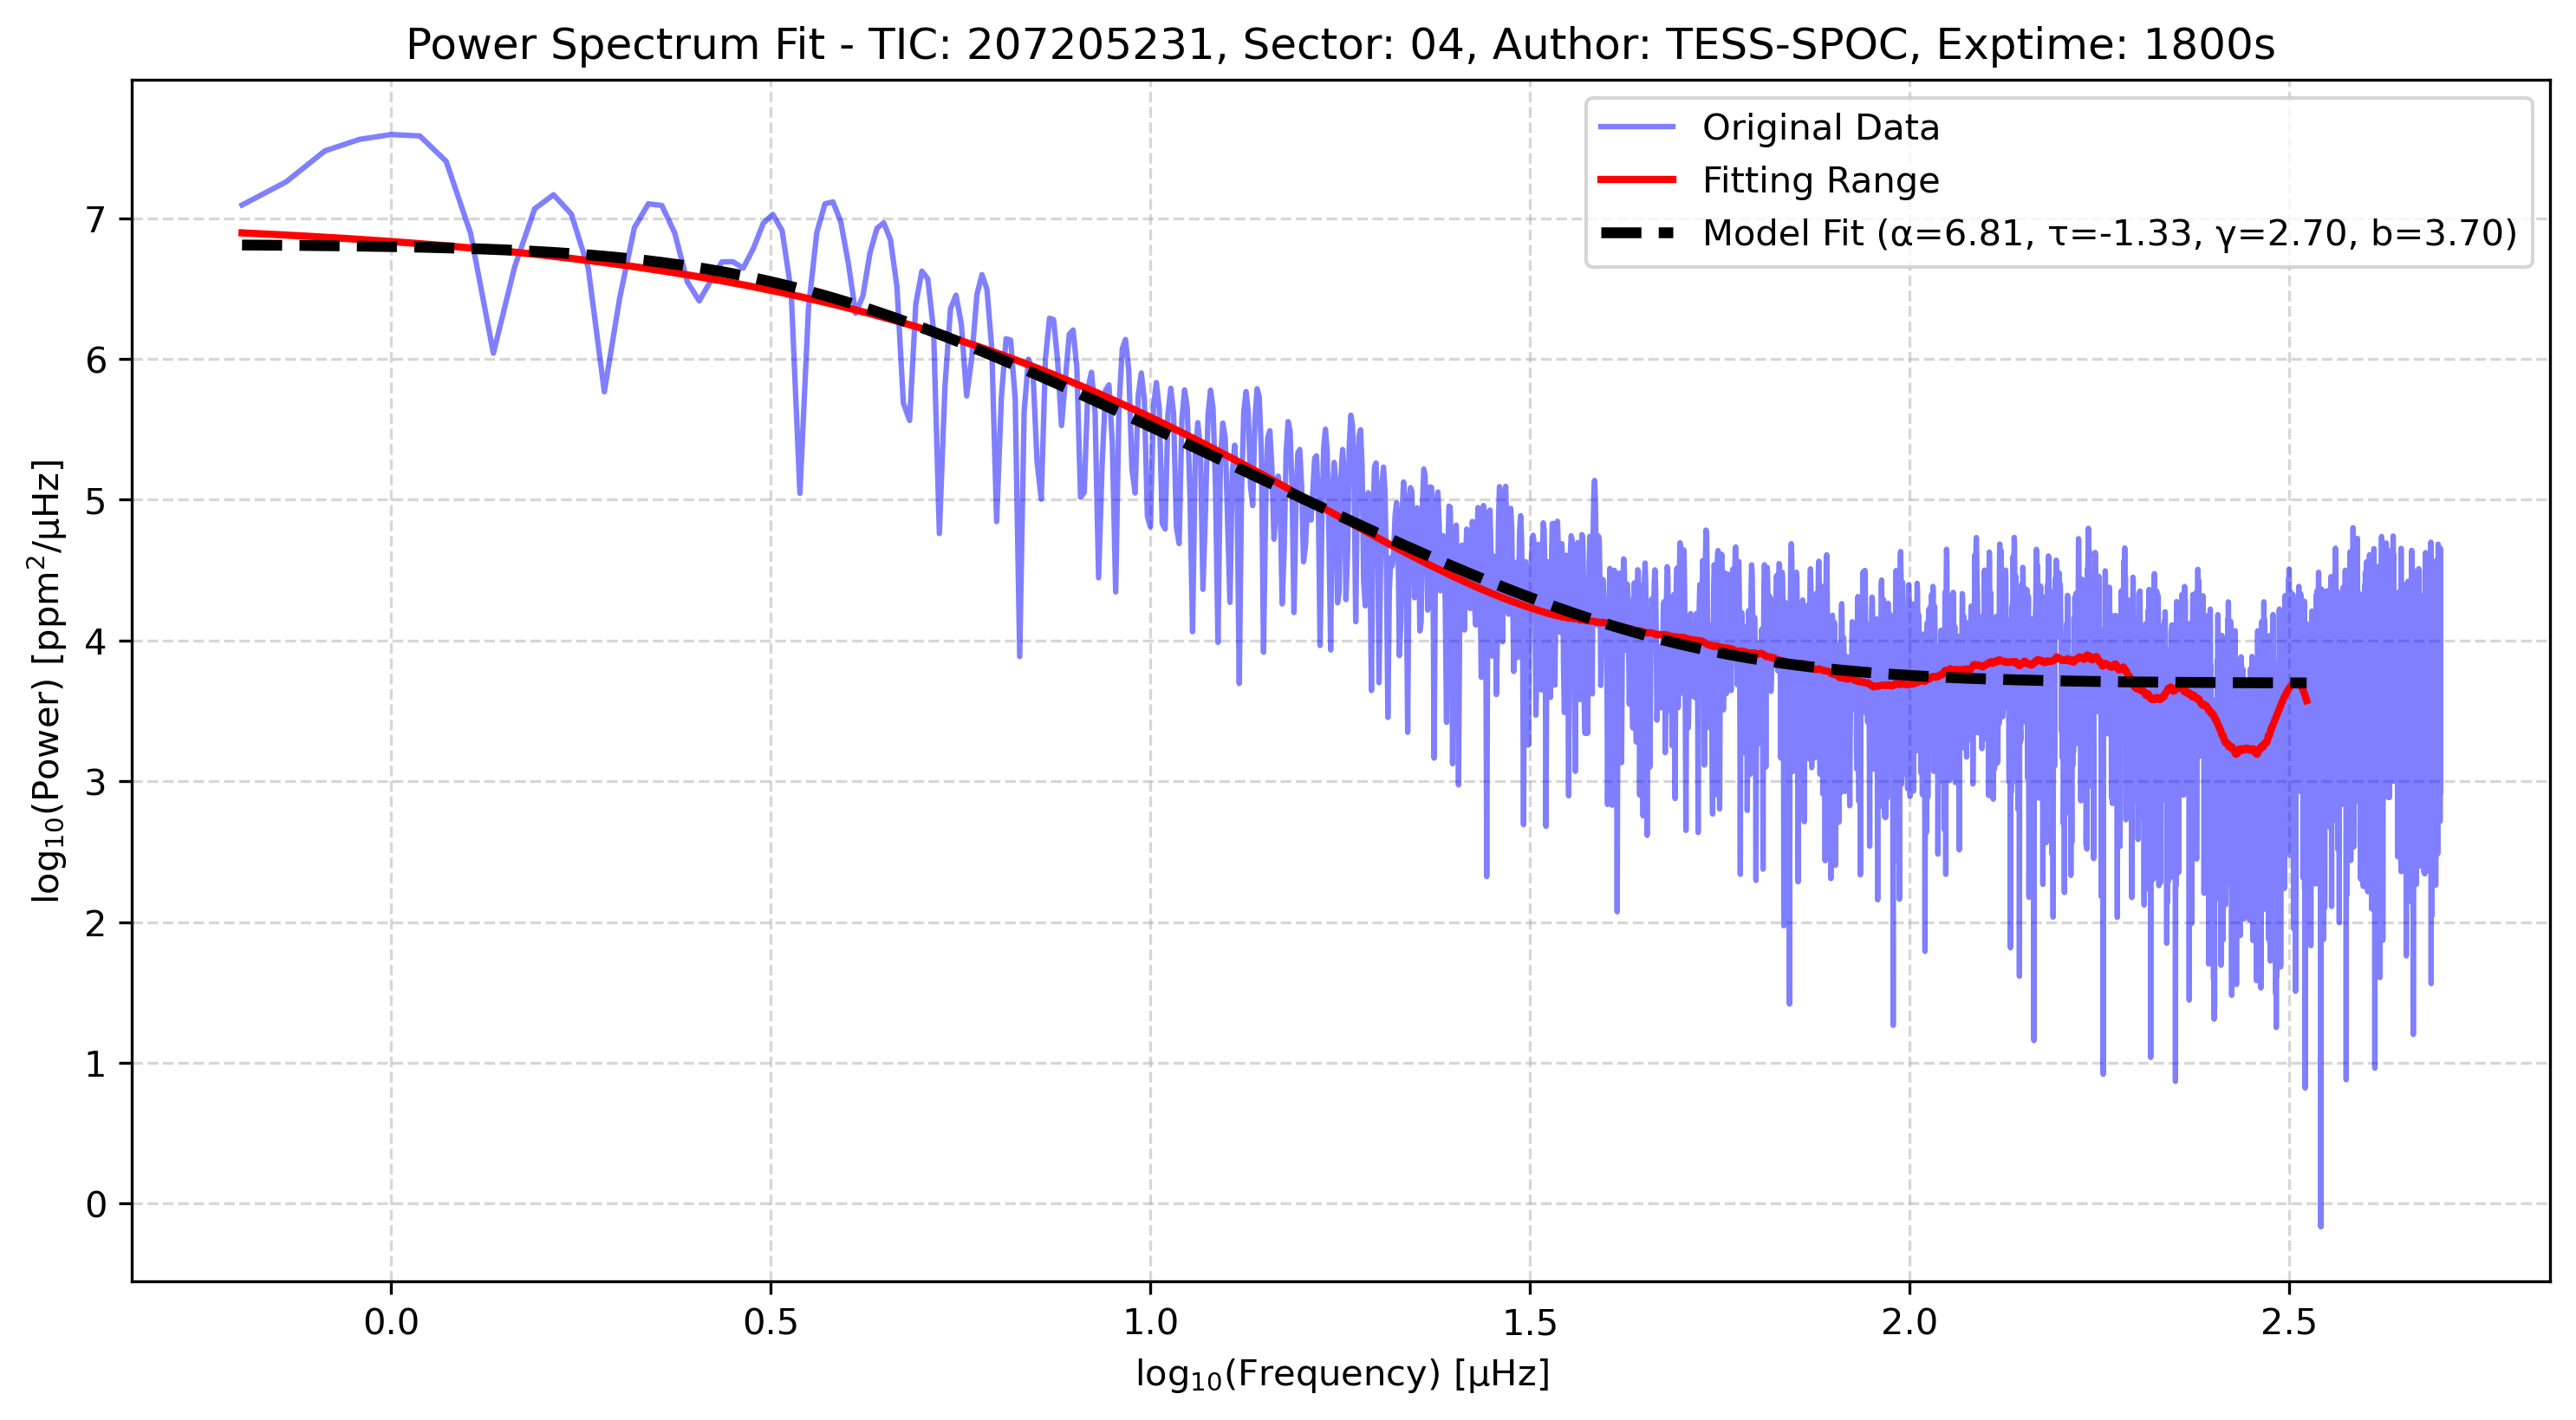 Power Spectrum Fit - TIC: 207205231, Sector: 04, Author: TESS-SPOC, Exptime: 1800s
Original Data
Fitting Range
Model Fit (α=6.81, τ=-1.33, γ=2.70, b=3.70)
log₁₀(Power) [ppm²/μHz]
7
6
5
4
3
2
1
0
0.0 0.5 1.0 1.5 2.0 2.5
log₁₀(Frequency) [μHz]